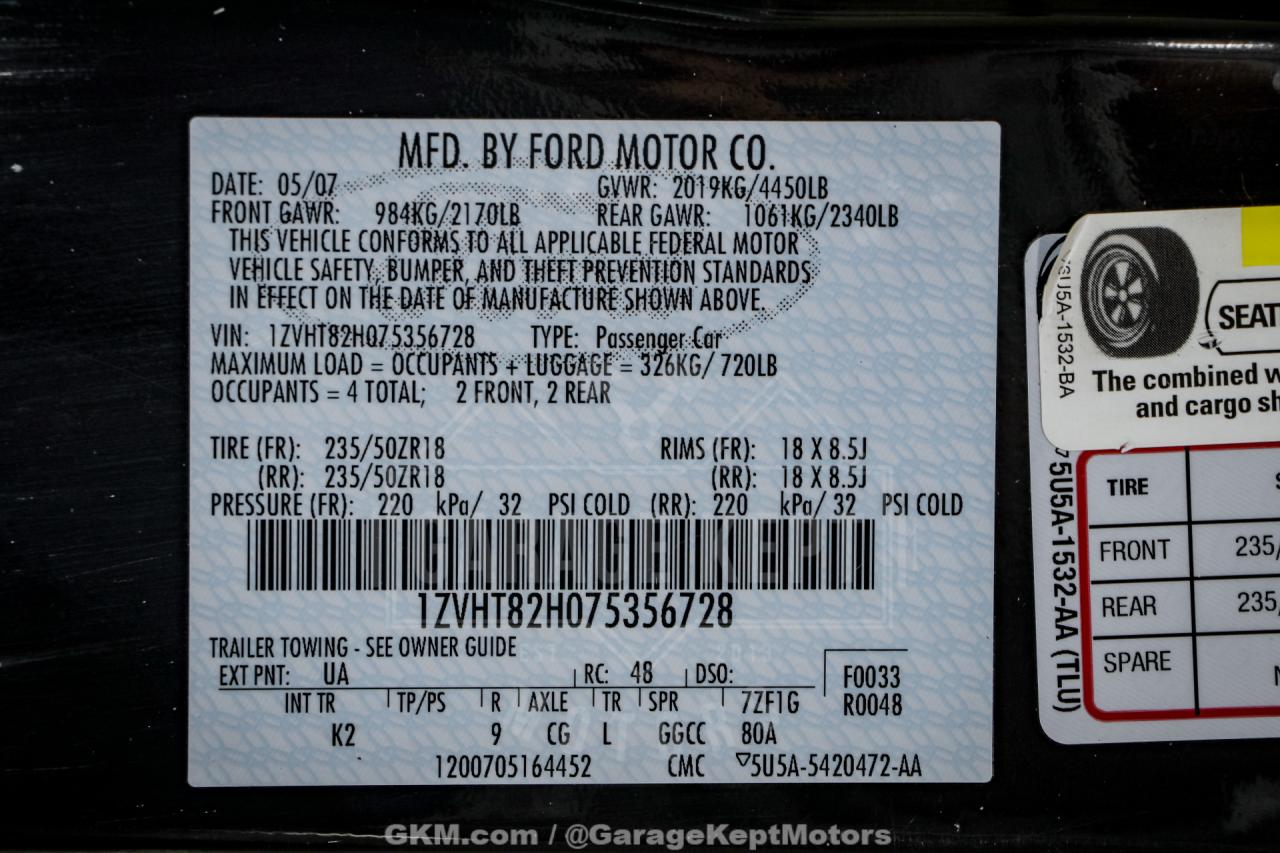 MFD. BY FORD MOTOR CO.
DATE: 05/07 GVWR: 2019KG/4450LB
FRONT GAWR: 984KG/2170LB REAR GAWR: 1061KG/2340LB
THIS VEHICLE CONFORMS TO ALL APPLICABLE FEDERAL MOTOR
VEHICLE SAFETY, BUMPER, AND THEFT PREVENTION STANDARDS
IN EFFECT ON THE DATE OF MANUFACTURE SHOWN ABOVE.
VIN: 1ZVHT82H075356728 TYPE: Passenger Car
MAXIMUM LOAD = OCCUPANTS + LUGGAGE = 326KG/ 720LB
OCCUPANTS = 4 TOTAL; 2 FRONT, 2 REAR
TIRE (FR): 235/50ZR18 RIMS (FR): 18 X 8.5J
(RR): 235/50ZR18 (RR): 18 X 8.5J
PRESSURE (FR): 220 kPa/ 32 PSI COLD (RR): 220 kPa/ 32 PSI COLD
GARAGE KEPT
1ZVHT82H075356728
EST 2013
MOTORS
TRAILER TOWING - SEE OWNER GUIDE
EXT PNT: UA RC: 48 DSO: F0033
INT TR TP/PS R AXLE TR SPR 7ZF1G R0048
K2 9 CG L GGCC 80A
1200705164452 CMC ▽5U5A-5420472-AA
5U5A-1532-BA
SEAT
The combined w
and cargo sh
75U5A-1532-AA (TLU)
TIRE S
FRONT 235/
REAR 235/
SPARE N
GKM.com / @GarageKeptMotors